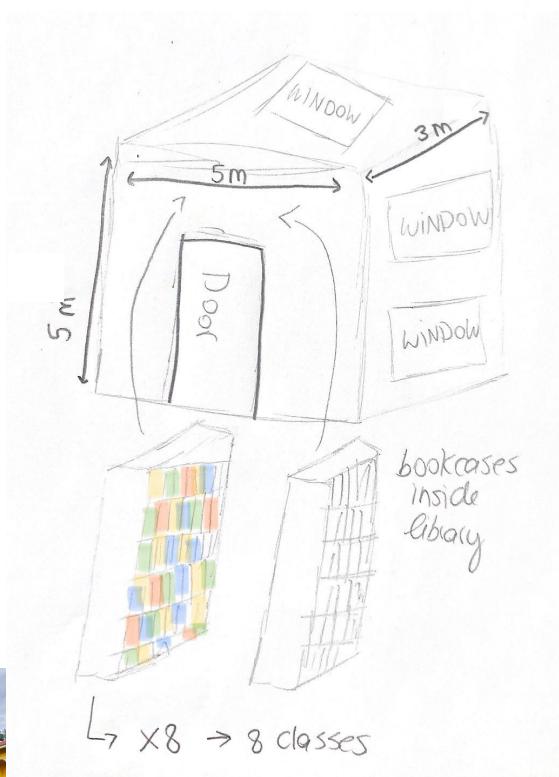 WINDOW
3m
5m
WINDOW
Door
5m
WINDOW
bookcases
inside
library
↳ x8 → 8 classes